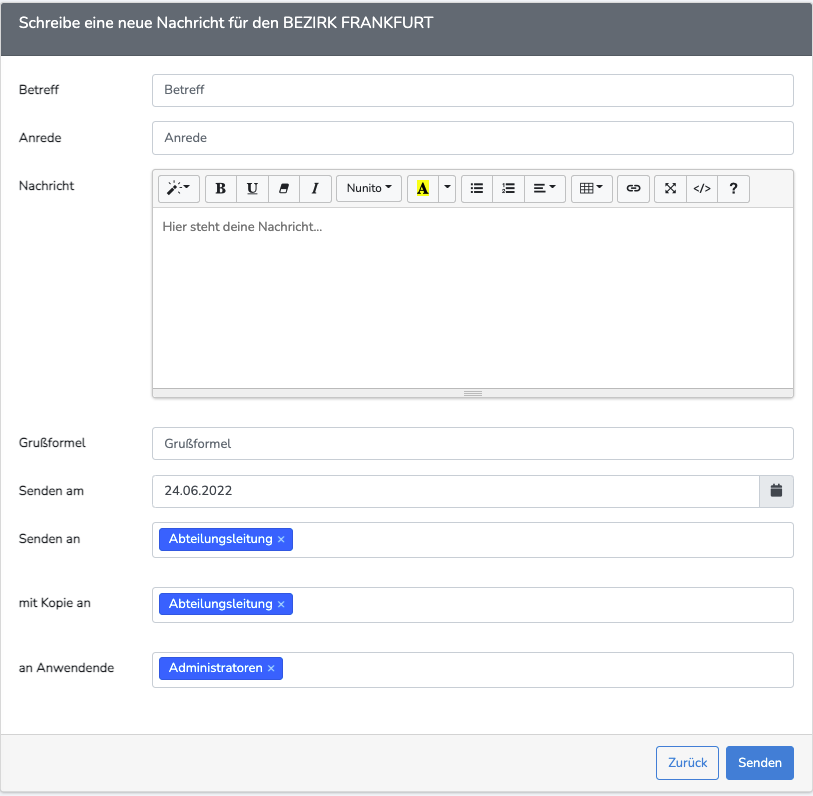 Schreibe eine neue Nachricht für den BEZIRK FRANKFURT
Betreff
Betreff
Anrede
Anrede
Nachricht
B U I Nunito A </> ?
Hier steht deine Nachricht...
Grußformel
Grußformel
Senden am
24.06.2022
Senden an
Abteilungsleitung ×
mit Kopie an
Abteilungsleitung ×
an Anwendende
Administratoren ×
Zurück
Senden